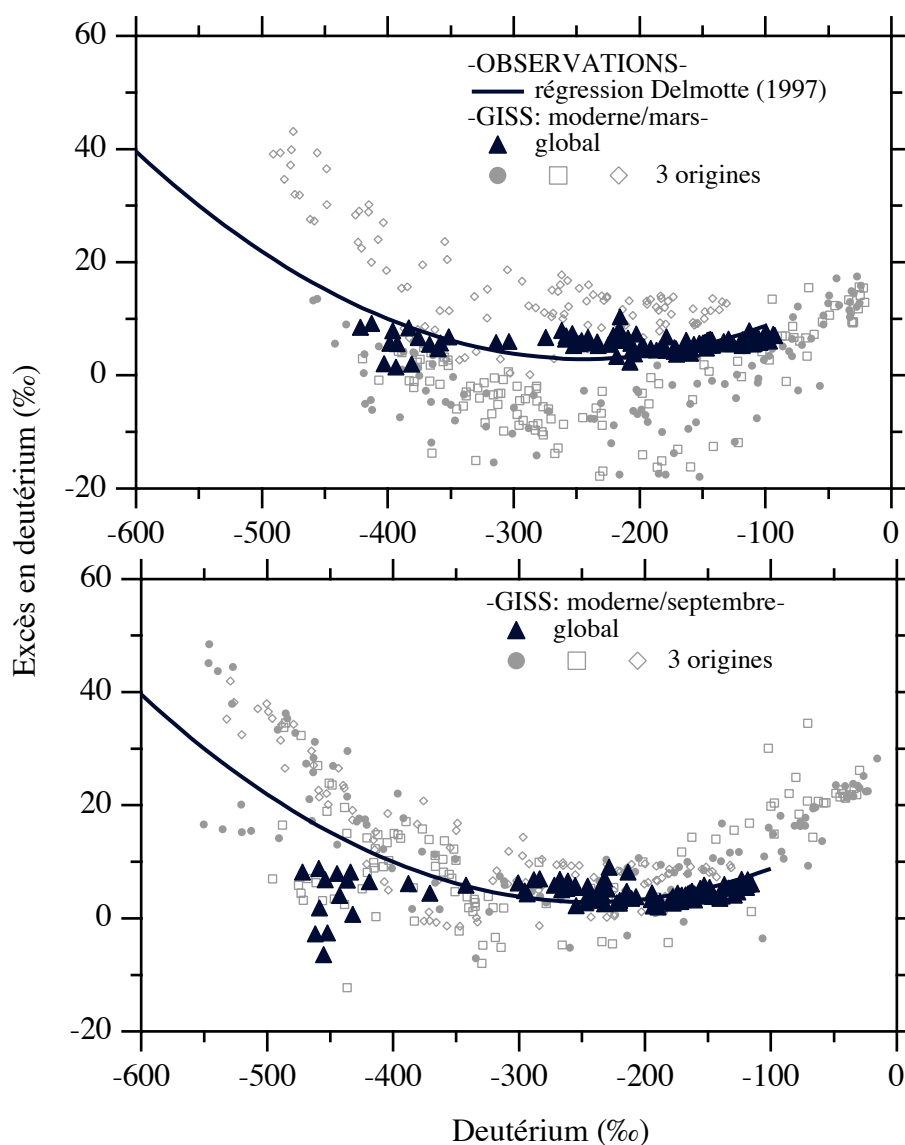 60
-OBSERVATIONS-
régression Delmotte (1997)
-GISS: moderne/mars-
global
3 origines
40
20
0
-20
-600 -500 -400 -300 -200 -100 0
Excès en deutérium (‰)
60
-GISS: moderne/septembre-
global
3 origines
40
20
0
-20
-600 -500 -400 -300 -200 -100 0
Deutérium (‰)